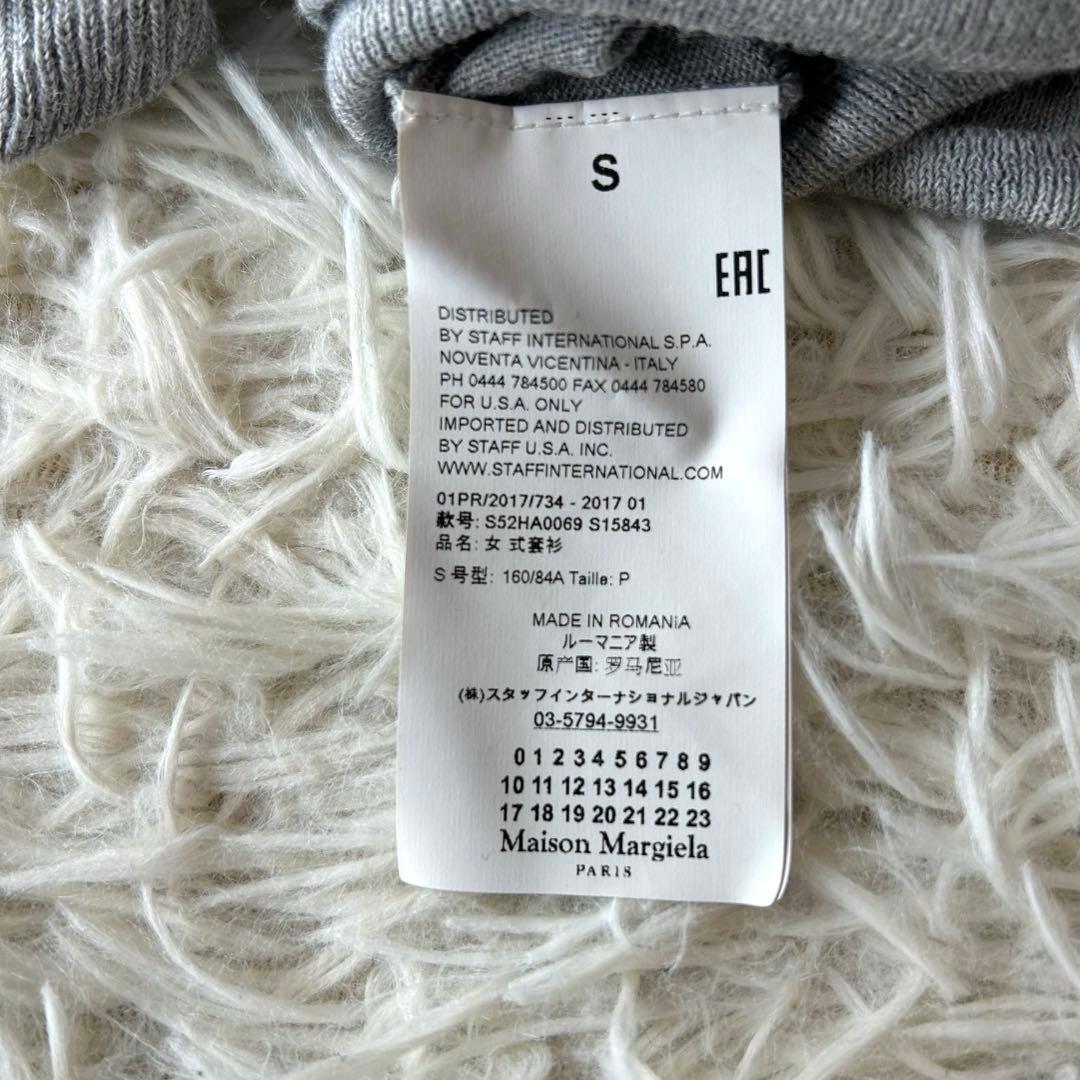 S
EAC
DISTRIBUTED
BY STAFF INTERNATIONAL S.P.A.
NOVENTA VICENTINA - ITALY
PH 0444 784500 FAX 0444 784580
FOR U.S.A. ONLY
IMPORTED AND DISTRIBUTED
BY STAFF U.S.A. INC.
WWW.STAFFINTERNATIONAL.COM
01PR/2017/734 - 2017 01
款号: S52HA0069 S15843
品名: 女 式套衫
S 号型: 160/84A Taille: P
MADE IN ROMANIA
ルーマニア製
原产国: 罗马尼亚
(株)スタッフインターナショナルジャパン
03-5794-9931
0 1 2 3 4 5 6 7 8 9
10 11 12 13 14 15 16
17 18 19 20 21 22 23
Maison Margiela
PARIS